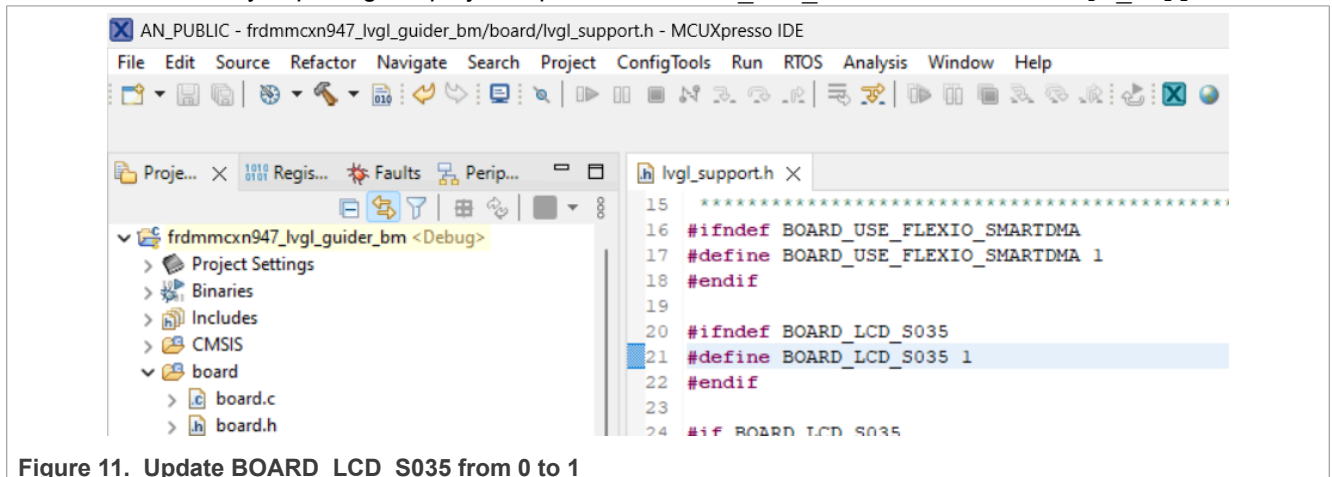 AN_PUBLIC - frdmmcxn947_lvgl_guider_bm/board/lvgl_support.h - MCUXpresso IDE
File Edit Source Refactor Navigate Search Project ConfigTools Run RTOS Analysis Window Help
Proje... Regis... Faults Perip... lvgl_support.h
15 ************************************************
frdmmcxn947_lvgl_guider_bm <Debug>
Project Settings
Binaries
Includes
CMSIS
board
board.c
board.h
16 #ifndef BOARD_USE_FLEXIO_SMARTDMA
17 #define BOARD_USE_FLEXIO_SMARTDMA 1
18 #endif
19
20 #ifndef BOARD_LCD_S035
21 #define BOARD_LCD_S035 1
22 #endif
23
24 #if BOARD_LCD_S035
Figure 11. Update BOARD_LCD_S035 from 0 to 1